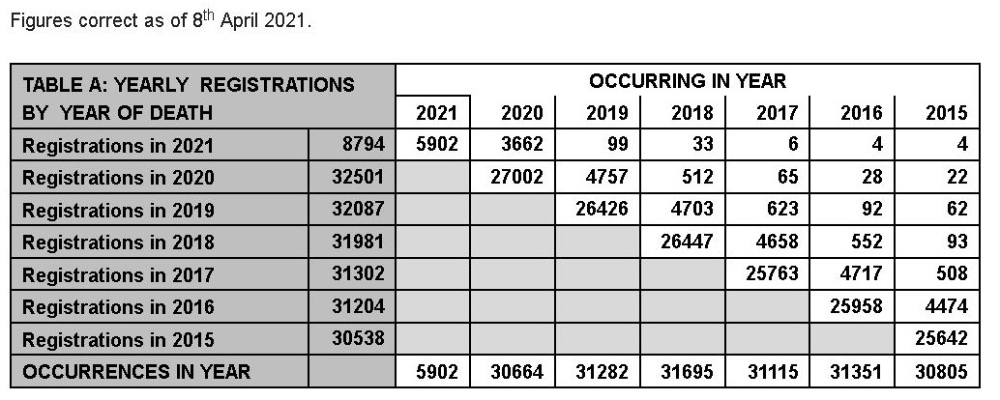 Figures correct as of 8th April 2021.
TABLE A: YEARLY REGISTRATIONS OCCURRING IN YEAR
BY YEAR OF DEATH 2021 2020 2019 2018 2017 2016 2015
Registrations in 2021 8794 5902 3662 99 33 6 4 4
Registrations in 2020 32501 27002 4757 512 65 28 22
Registrations in 2019 32087 26426 4703 623 92 62
Registrations in 2018 31981 26447 4658 552 93
Registrations in 2017 31302 25763 4717 508
Registrations in 2016 31204 25958 4474
Registrations in 2015 30538 25642
OCCURRENCES IN YEAR 5902 30664 31282 31695 31115 31351 30805